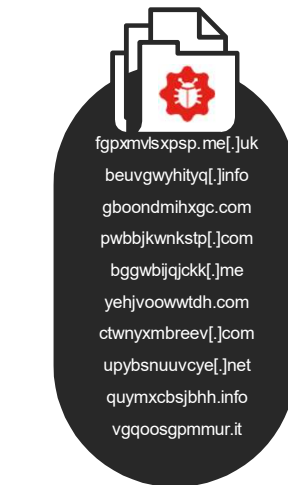 fgpxmvlsxpsp.me[.]uk
beuvgwyhityq[.]info
gboondmihxgc.com
pwbbjkwnkstp[.]com
bggwbijqjckk[.]me
yehjvoowwtdh.com
ctwnyxmbreev[.]com
upybsnuuvcye[.]net
quymxcbsjbhh.info
vgqoosgpmmur.it